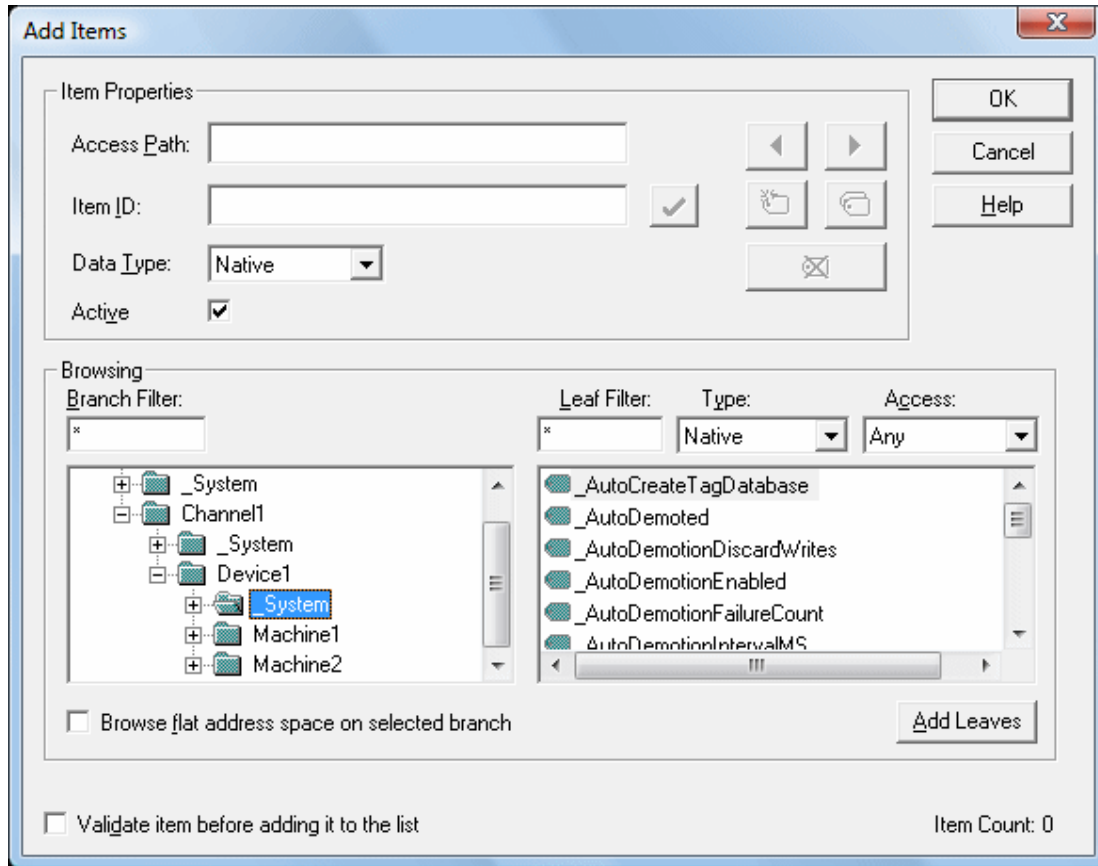 Add Items
Item Properties
OK
Access Path:
Cancel
Item ID:
Help
Data Type: Native
Active
Browsing
Branch Filter: Leaf Filter: Type: Access:
* * Native Any
_System _AutoCreateTagDatabase
Channel1 _AutoDemoted
_System _AutoDemotionDiscardWrites
Device1 _AutoDemotionEnabled
_System _AutoDemotionFailureCount
Machine1 _AutoDemotionIntervalMS
Machine2
Browse flat address space on selected branch Add Leaves
Validate item before adding it to the list Item Count: 0